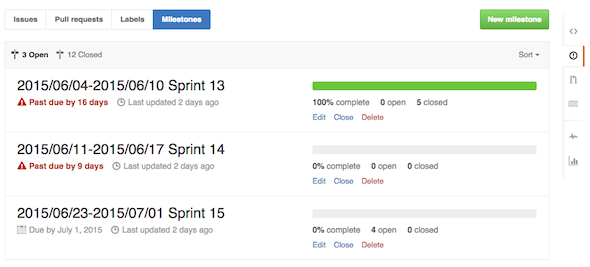 Issues Pull requests Labels Milestones New milestone
3 Open 12 Closed Sort
2015/06/04-2015/06/10 Sprint 13
Past due by 16 days Last updated 2 days ago
100% complete 0 open 5 closed
Edit Close Delete
2015/06/11-2015/06/17 Sprint 14
Past due by 9 days Last updated 2 days ago
0% complete 0 open 0 closed
Edit Close Delete
2015/06/23-2015/07/01 Sprint 15
Due by July 1, 2015 Last updated 2 days ago
0% complete 4 open 0 closed
Edit Close Delete